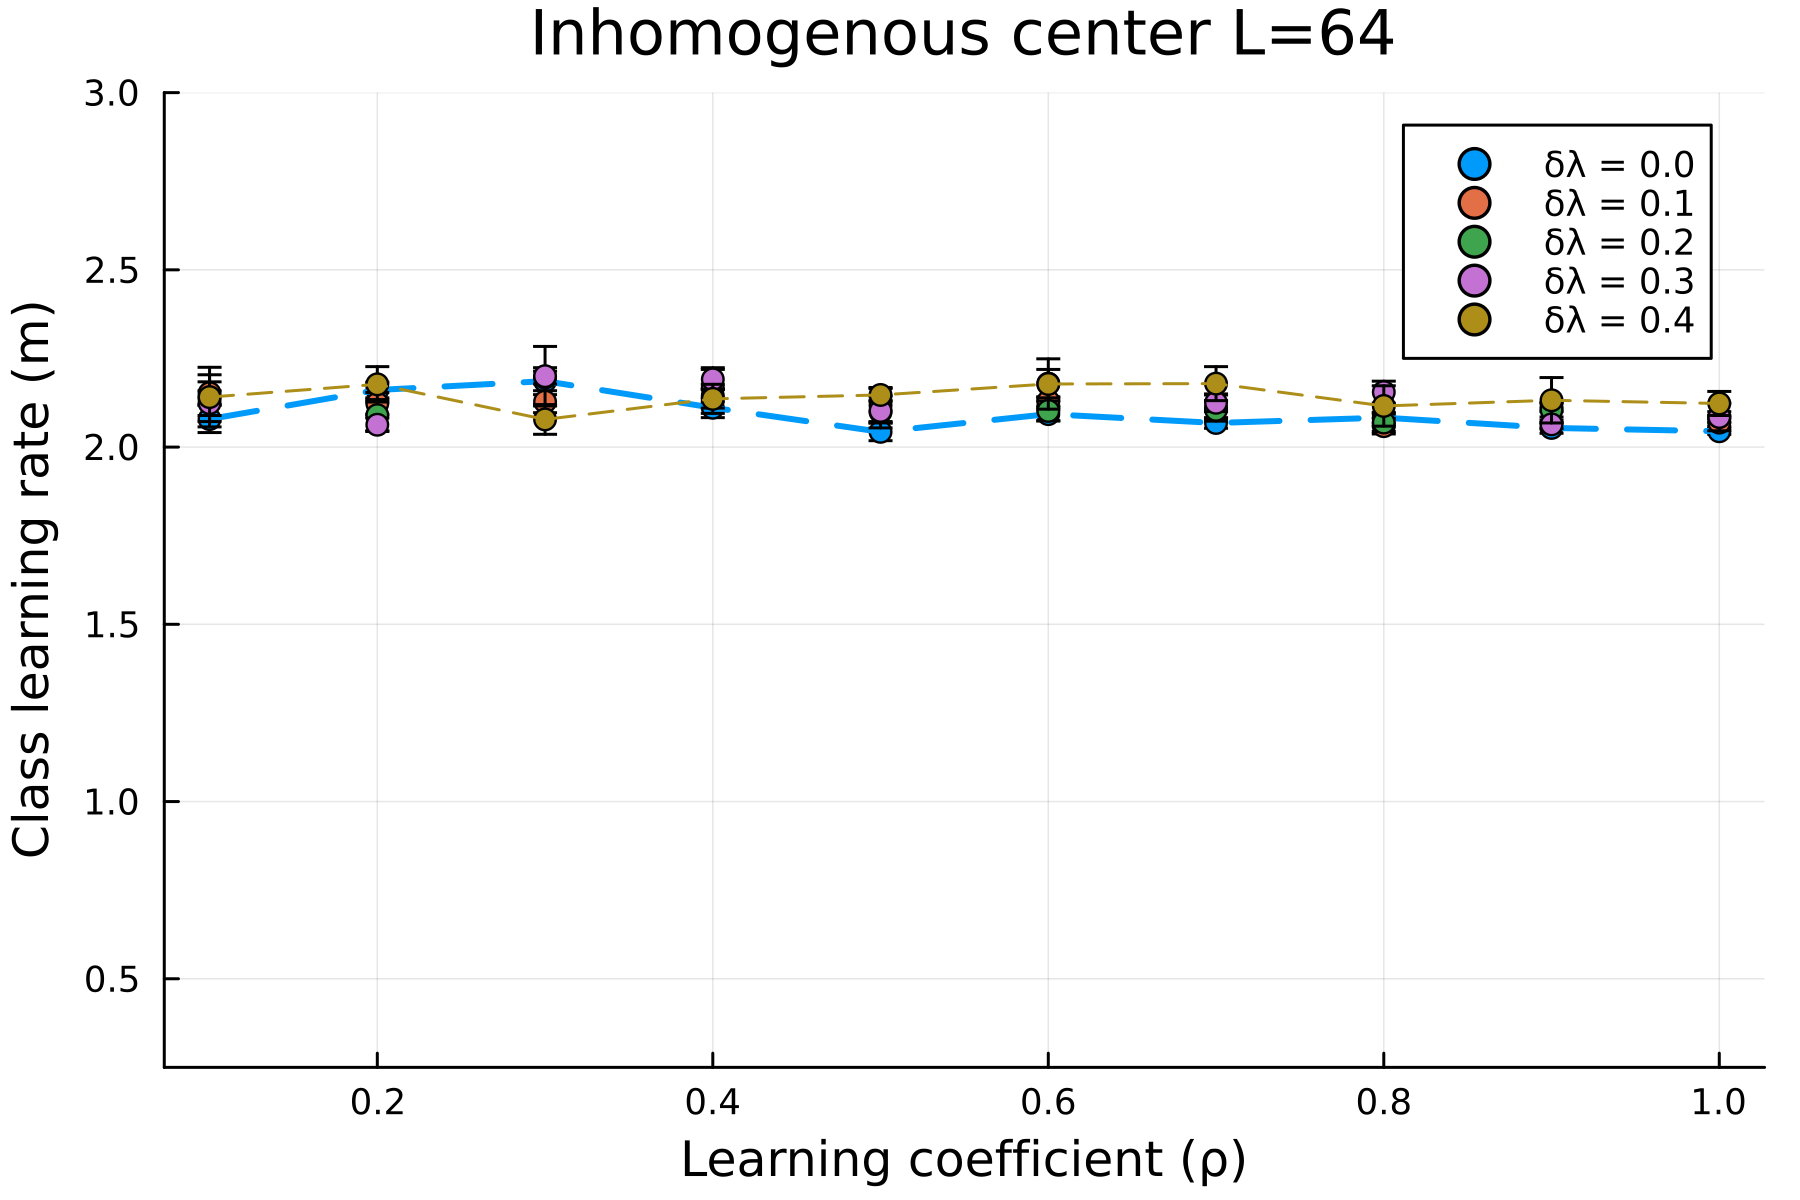 Inhomogenous center L=64
3.0
2.5
2.0
1.5
1.0
0.5
Class learning rate (m)
δλ = 0.0
δλ = 0.1
δλ = 0.2
δλ = 0.3
δλ = 0.4
0.2 0.4 0.6 0.8 1.0
Learning coefficient (ρ)